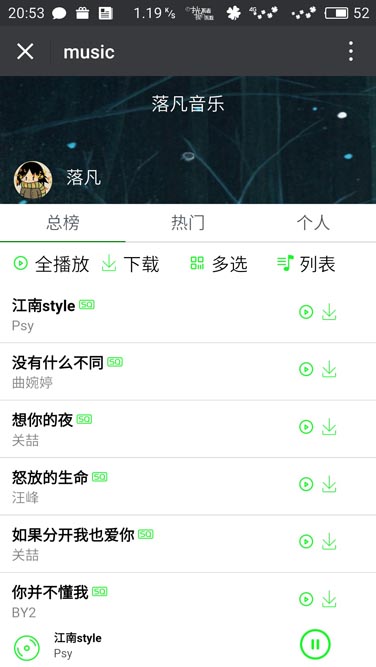 20:53 1.19 K/s 4G 52
music
落凡音乐
落凡
总榜 热门 个人
全播放 下载 多选 列表
江南style SQ
Psy
没有什么不同 SQ
曲婉婷
想你的夜 SQ
关喆
怒放的生命 SQ
汪峰
如果分开我也爱你 SQ
关喆
你并不懂我 SQ
BY2
江南style
Psy